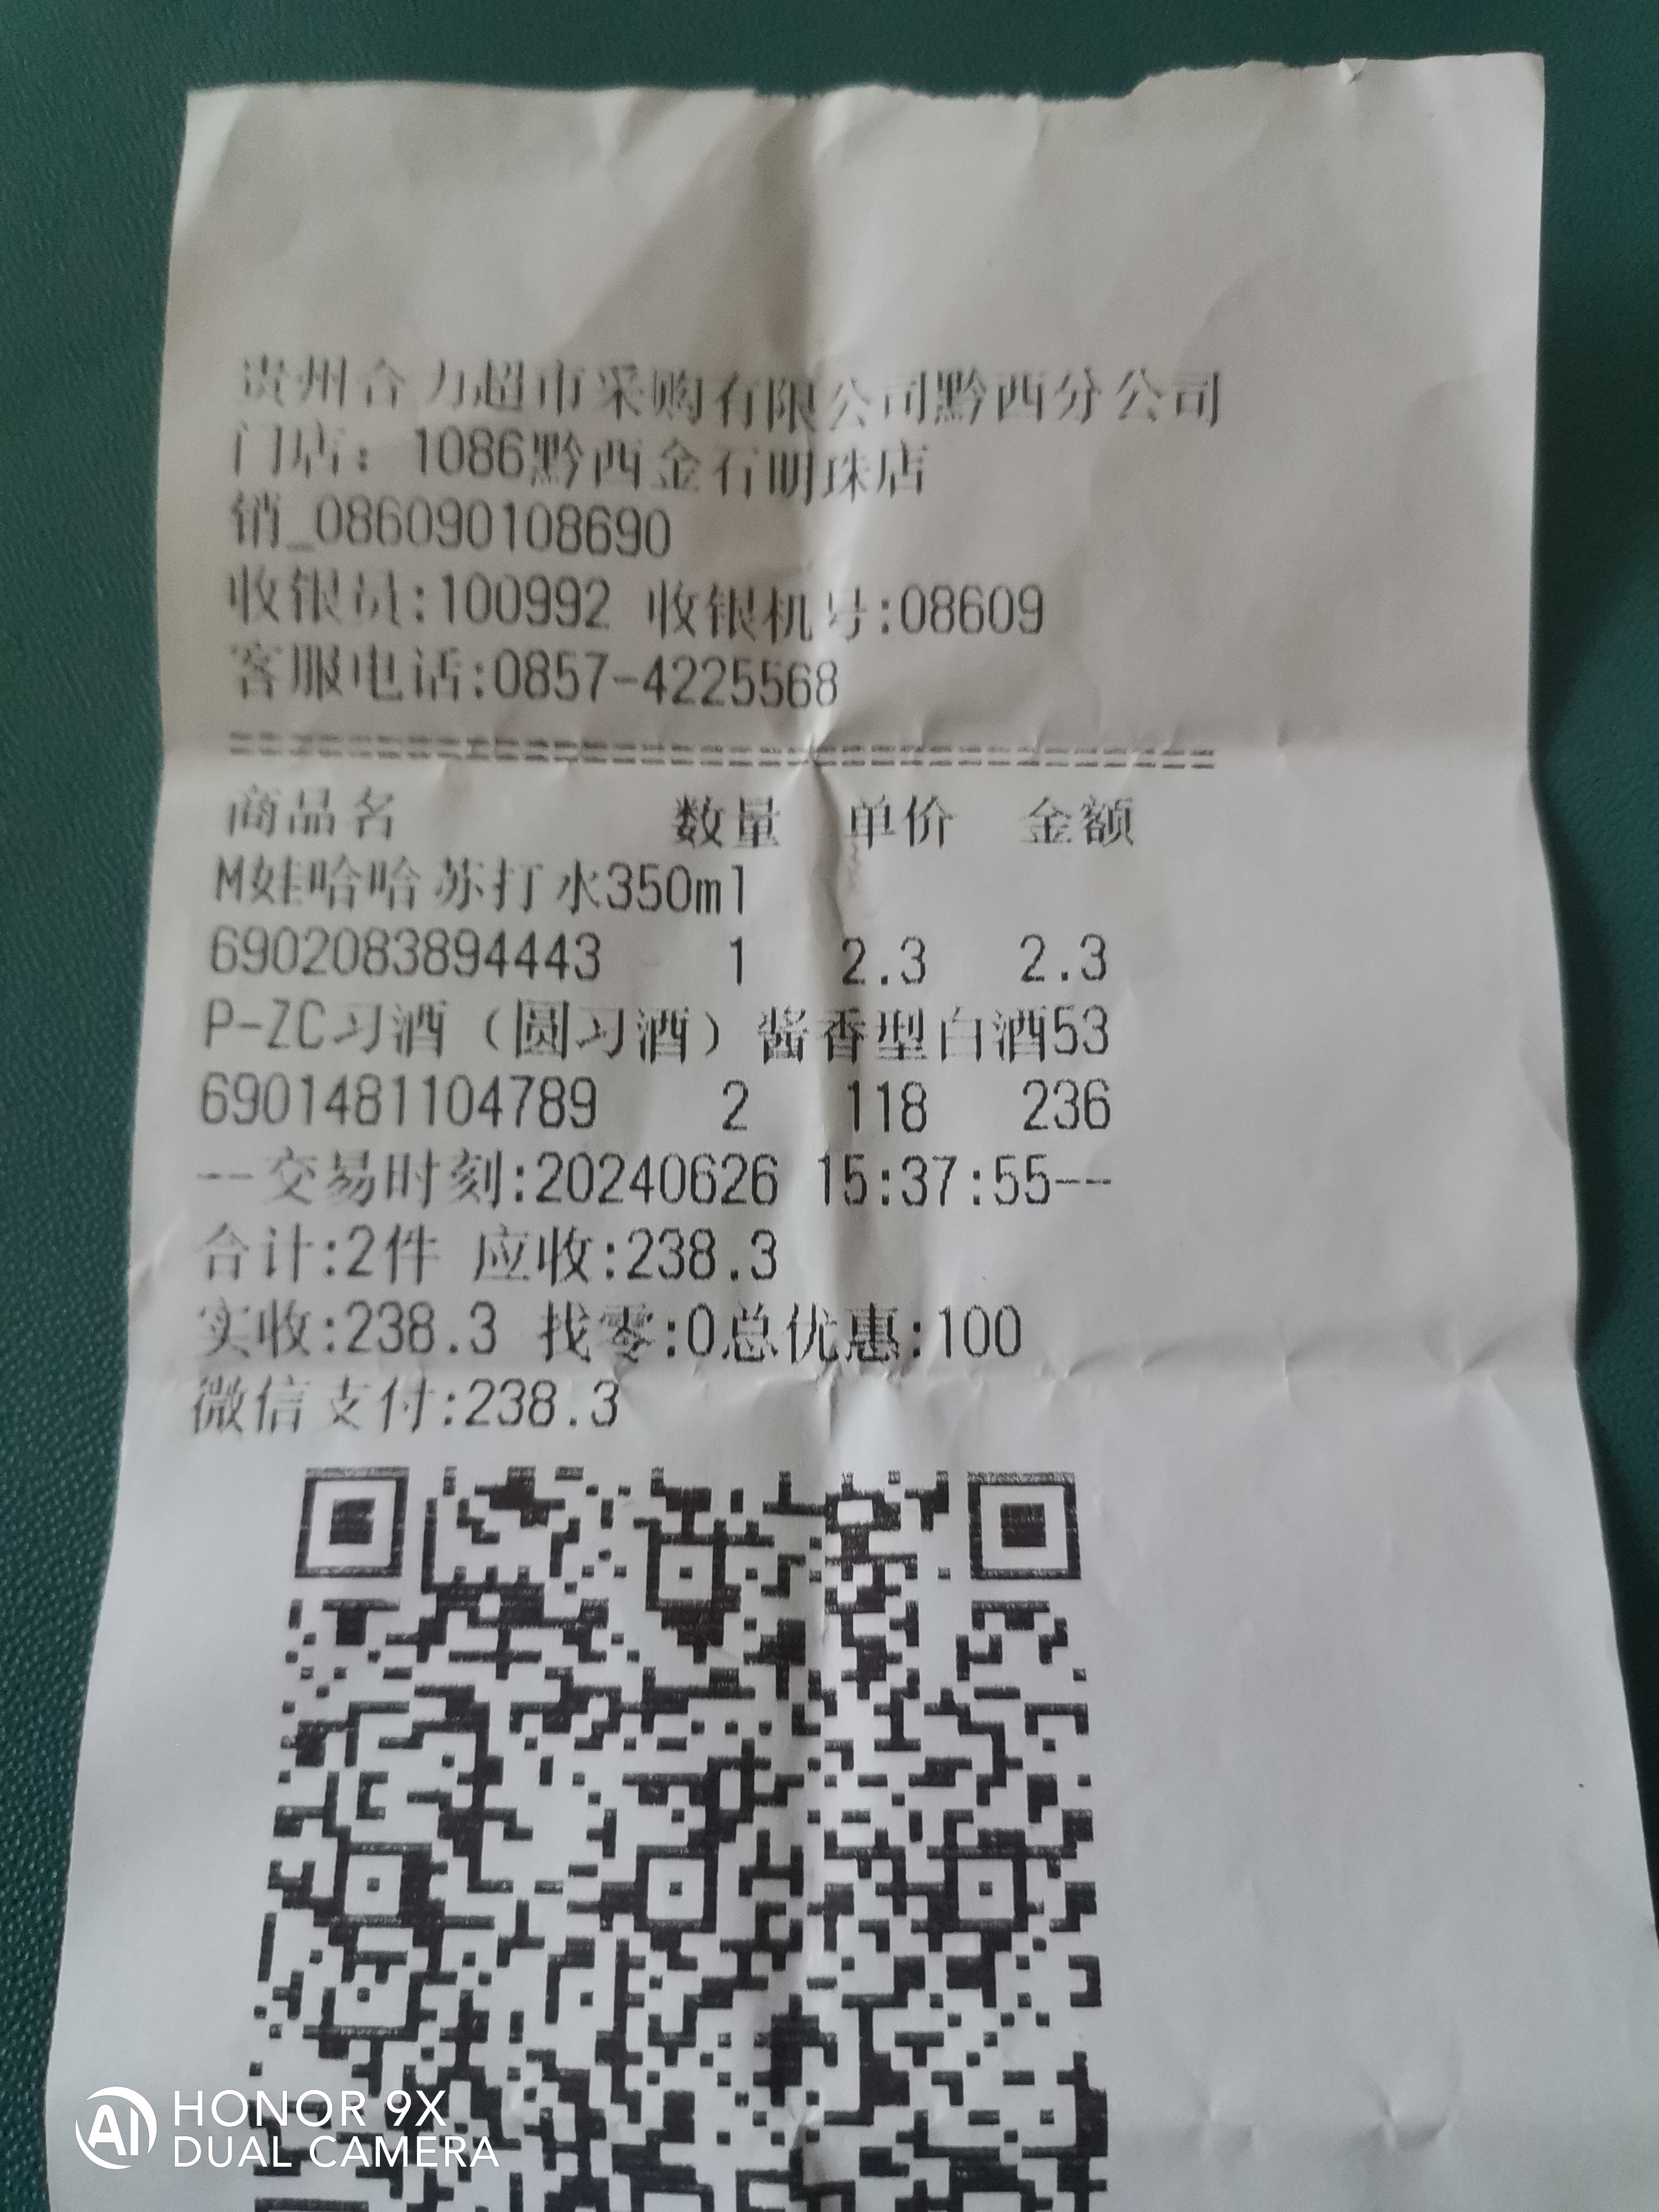 贵州合力超市采购有限公司黔西分公司
门店：1086黔西金石明珠店
销_086090108690
收银员:100992 收银机号:08609
客服电话:0857-4225568
==================================
商品名 数量 单价 金额
M娃哈哈苏打水350ml
6902083894443 1 2.3 2.3
P-ZC习酒（圆习酒）酱香型白酒53
6901481104789 2 118 236
--交易时刻:20240626 15:37:55--
合计:2件 应收:238.3
实收:238.3 找零:0总优惠:100
微信支付:238.3
AI HONOR 9X
DUAL CAMERA